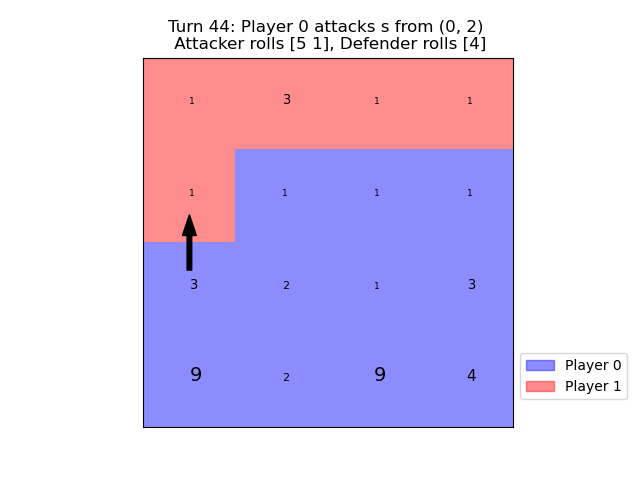 Turn 44: Player 0 attacks s from (0, 2)
Attacker rolls [5 1], Defender rolls [4]
1 3 1 1
1 1 1 1
3 2 1 3
9 2 9 4
Player 0
Player 1